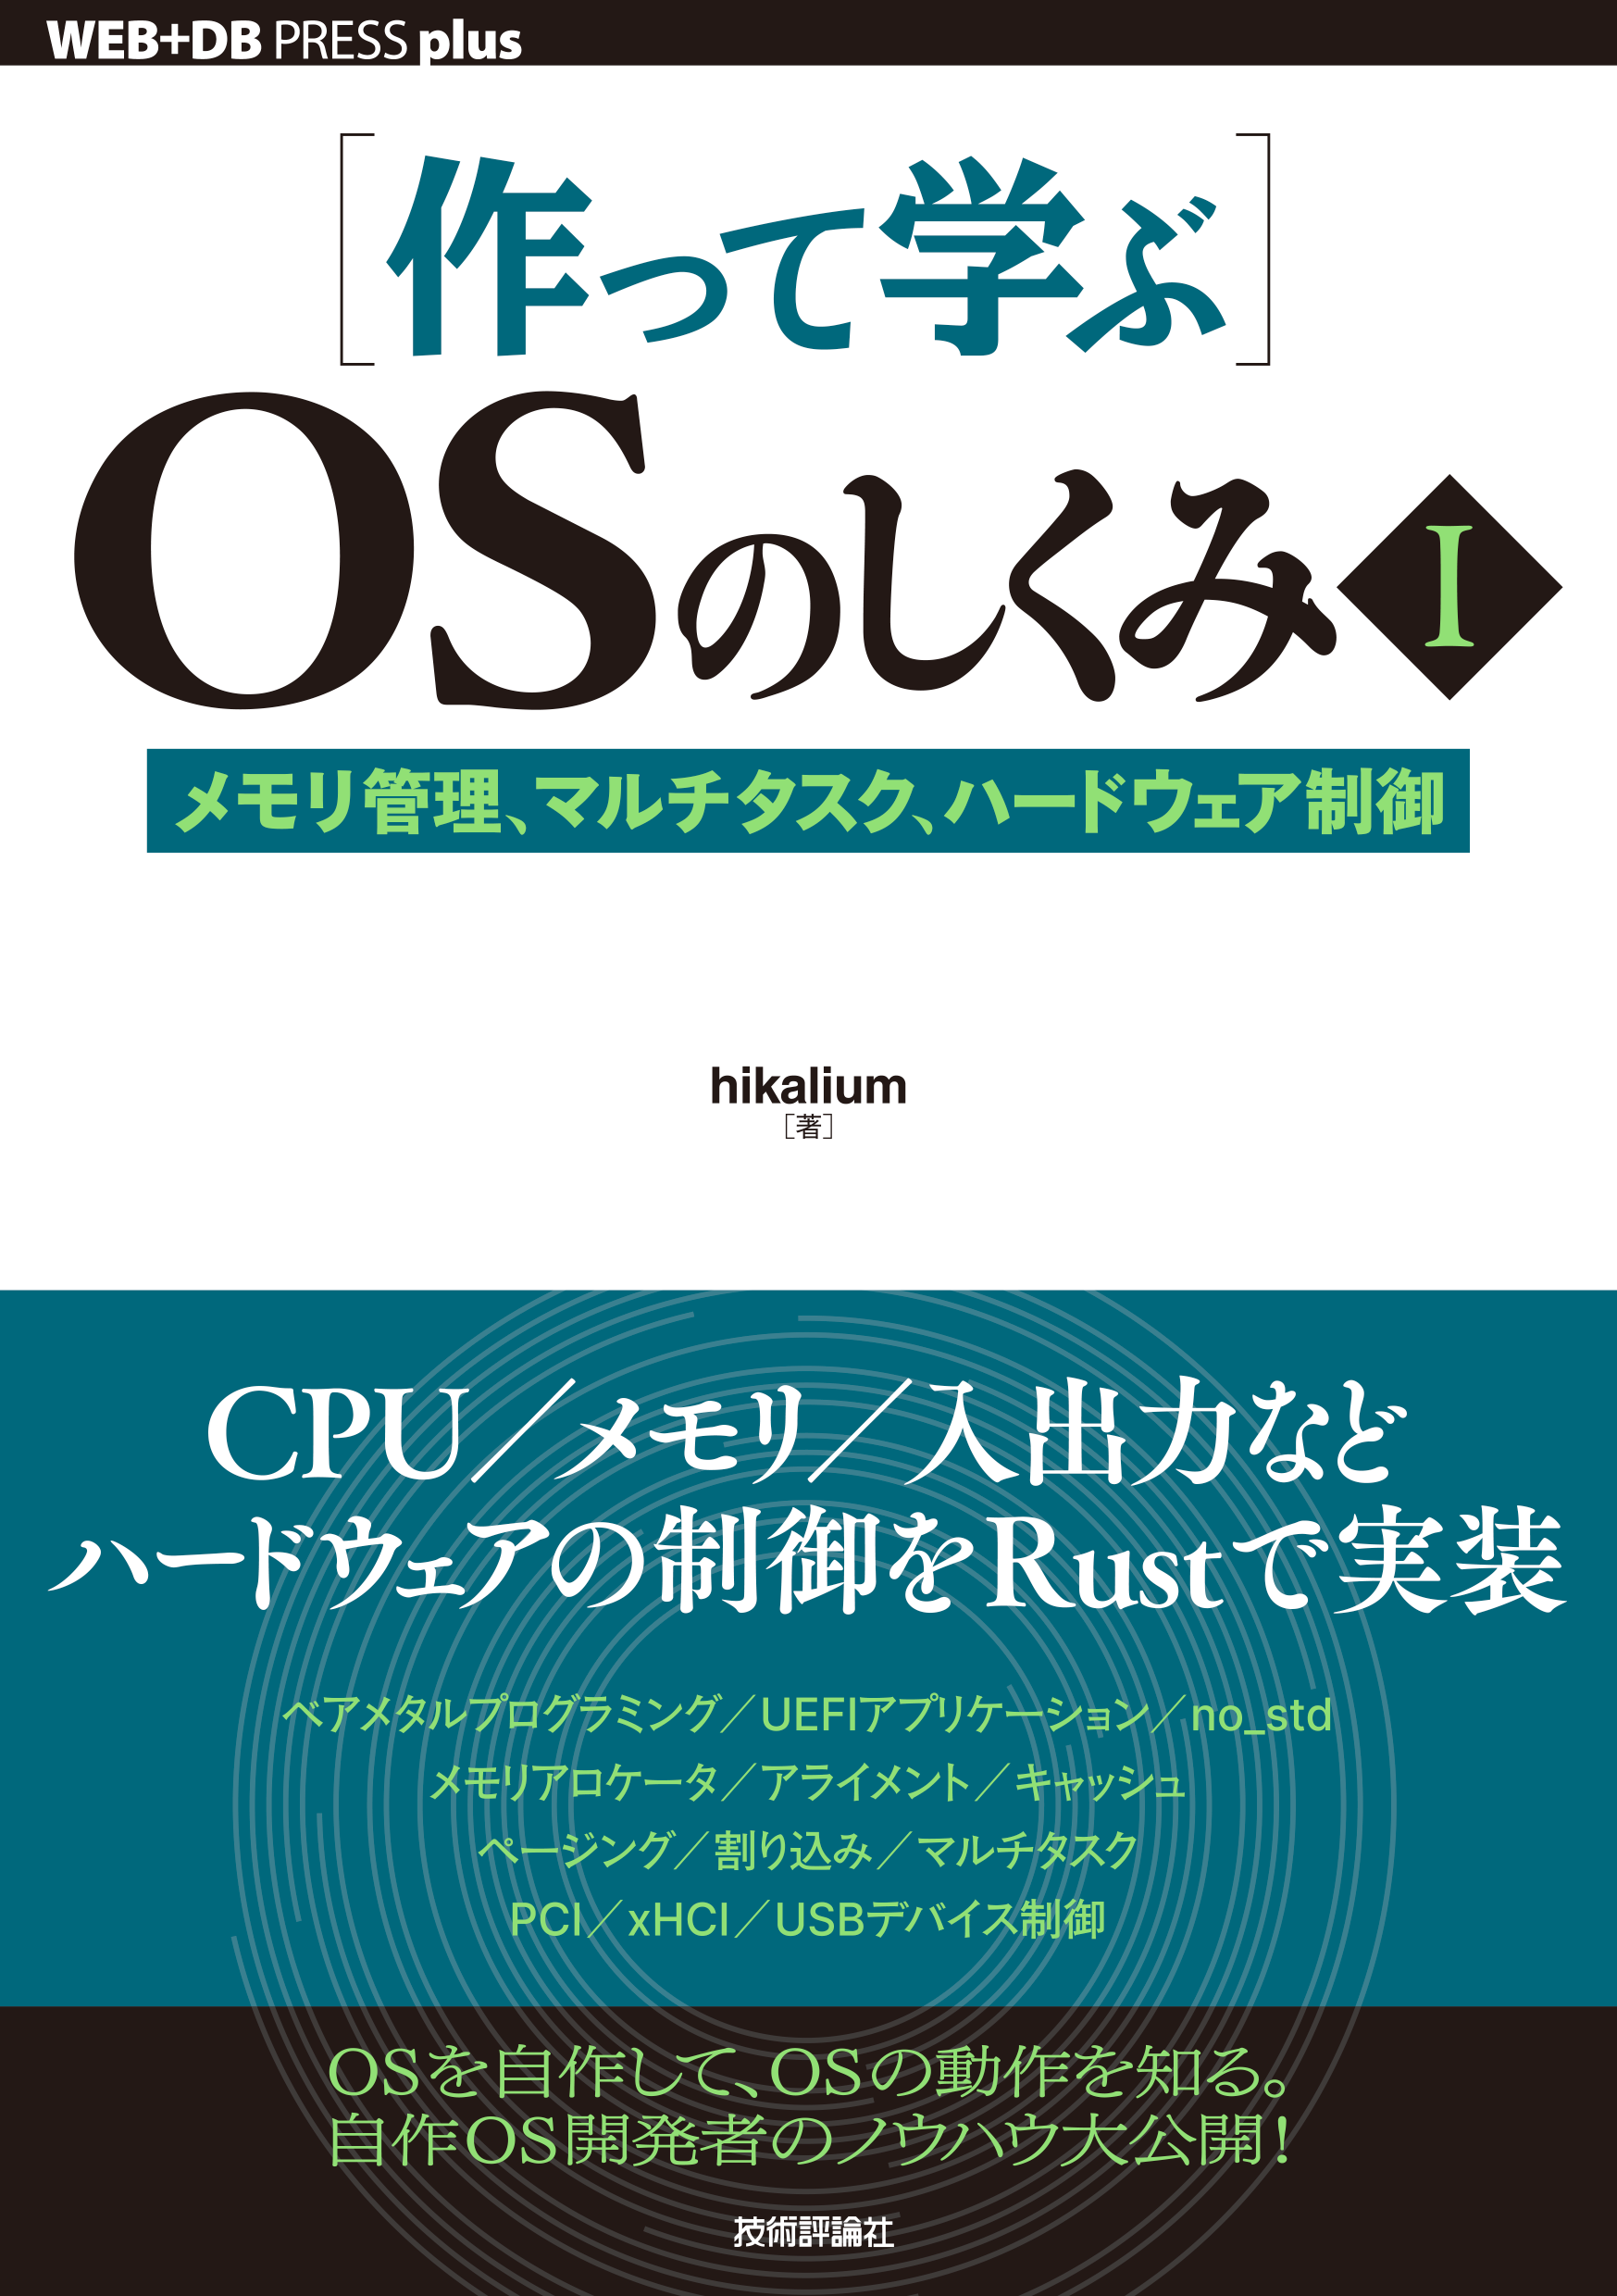 WEB+DB PRESS plus
[作って学ぶ]
OSのしくみ I
メモリ管理、マルチタスク、ハードウェア制御
hikalium
[著]
CPU／メモリ／入出力など
ハードウェアの制御をRustで実装
ベアメタルプログラミング／UEFIアプリケーション／no_std
メモリアロケータ／アライメント／キャッシュ
ページング／割り込み／マルチタスク
PCI／xHCI／USBデバイス制御
OSを自作して、OSの動作を知る。
自作OS開発者のノウハウ大公開!
技術評論社